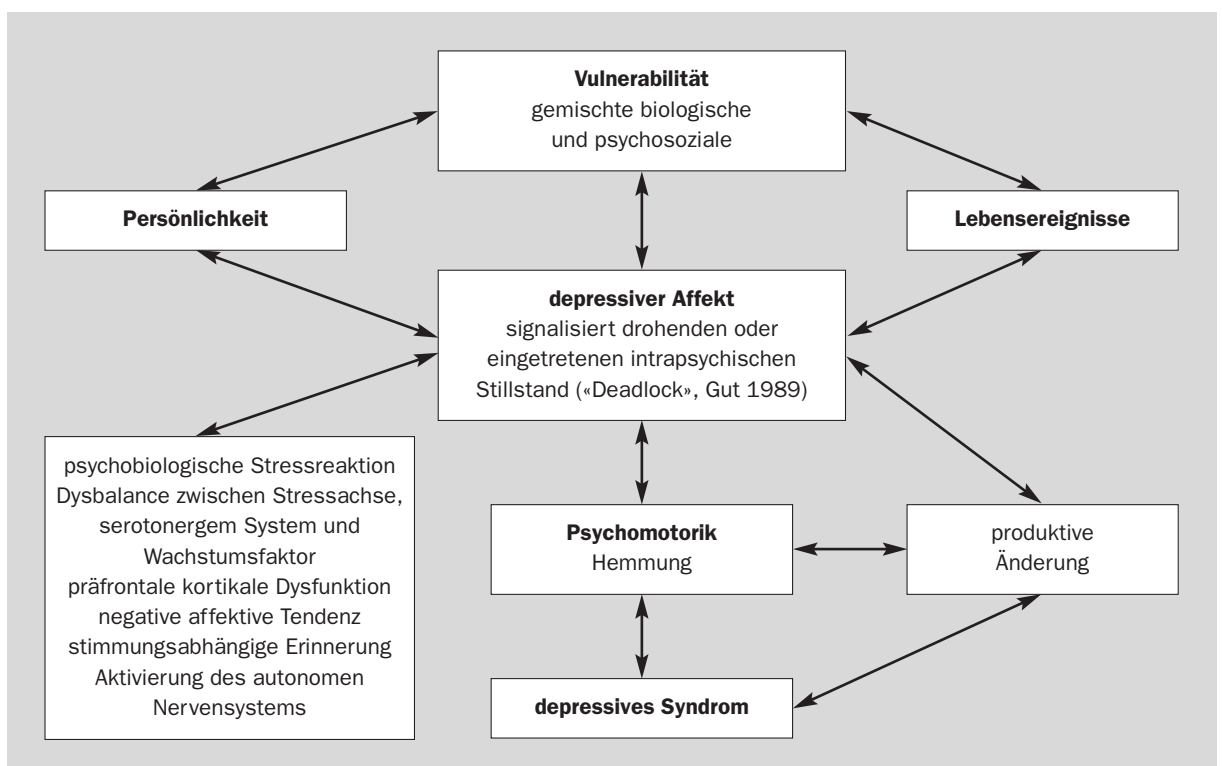 Vulnerabilität
gemischte biologische
und psychosoziale
Persönlichkeit
Lebensereignisse
depressiver Affekt
signalisiert drohenden oder
eingetretenen intrapsychischen
Stillstand («Deadlock», Gut 1989)
psychobiologische Stressreaktion
Dysbalance zwischen Stressachse,
serotonergem System und
Wachstumsfaktor
präfrontale kortikale Dysfunktion
negative affektive Tendenz
stimmungsabhängige Erinnerung
Aktivierung des autonomen
Nervensystems
Psychomotorik
Hemmung
produktive
Änderung
depressives Syndrom